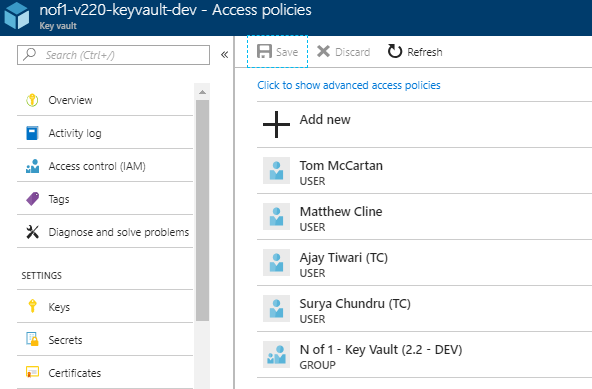 nof1-v220-keyvault-dev - Access policies
Key vault
Search (Ctrl+/)
«
Overview
Activity log
Access control (IAM)
Tags
Diagnose and solve problems
SETTINGS
Keys
Secrets
Certificates
Save Discard Refresh
Click to show advanced access policies
Add new
Tom McCartan
USER
Matthew Cline
USER
Ajay Tiwari (TC)
USER
Surya Chundru (TC)
USER
N of 1 - Key Vault (2.2 - DEV)
GROUP